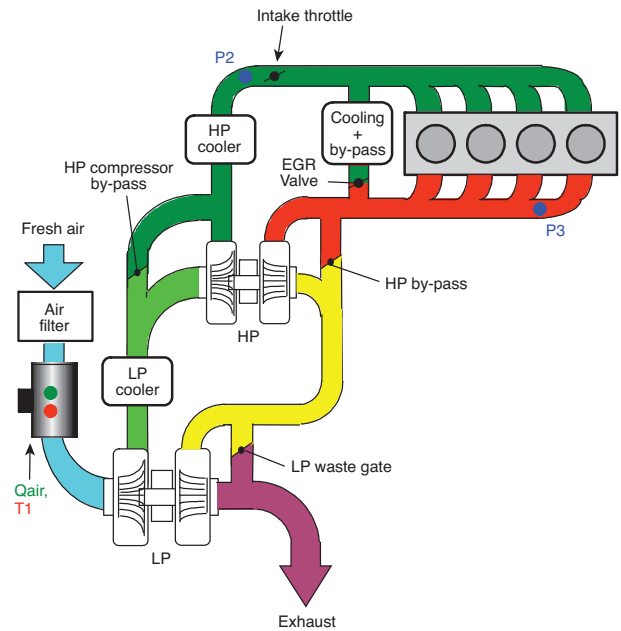 Intake throttle
P2
HP
cooler
Cooling
+
by-pass
EGR
Valve
HP compressor
by-pass
Fresh air
P3
HP by-pass
Air
filter
HP
LP
cooler
LP waste gate
Qair,
T1
LP
Exhaust